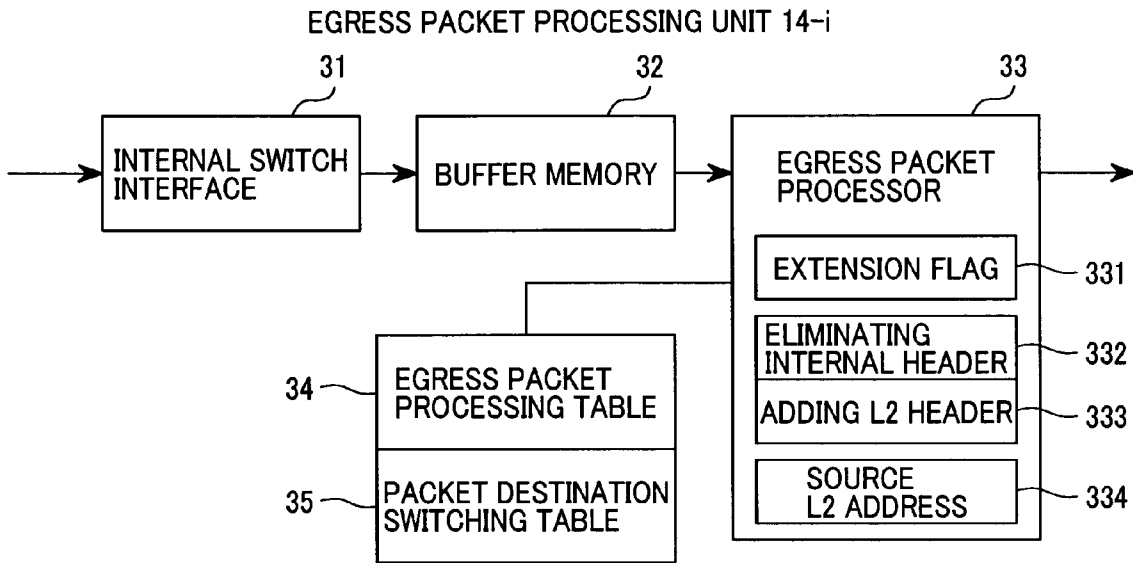 EGRESS PACKET PROCESSING UNIT 14-i
31
32
33
INTERNAL SWITCH
INTERFACE
BUFFER MEMORY
EGRESS PACKET
PROCESSOR
EXTENSION FLAG
331
ELIMINATING
INTERNAL HEADER
332
ADDING L2 HEADER
333
SOURCE
L2 ADDRESS
334
34
EGRESS PACKET
PROCESSING TABLE
35
PACKET DESTINATION
SWITCHING TABLE